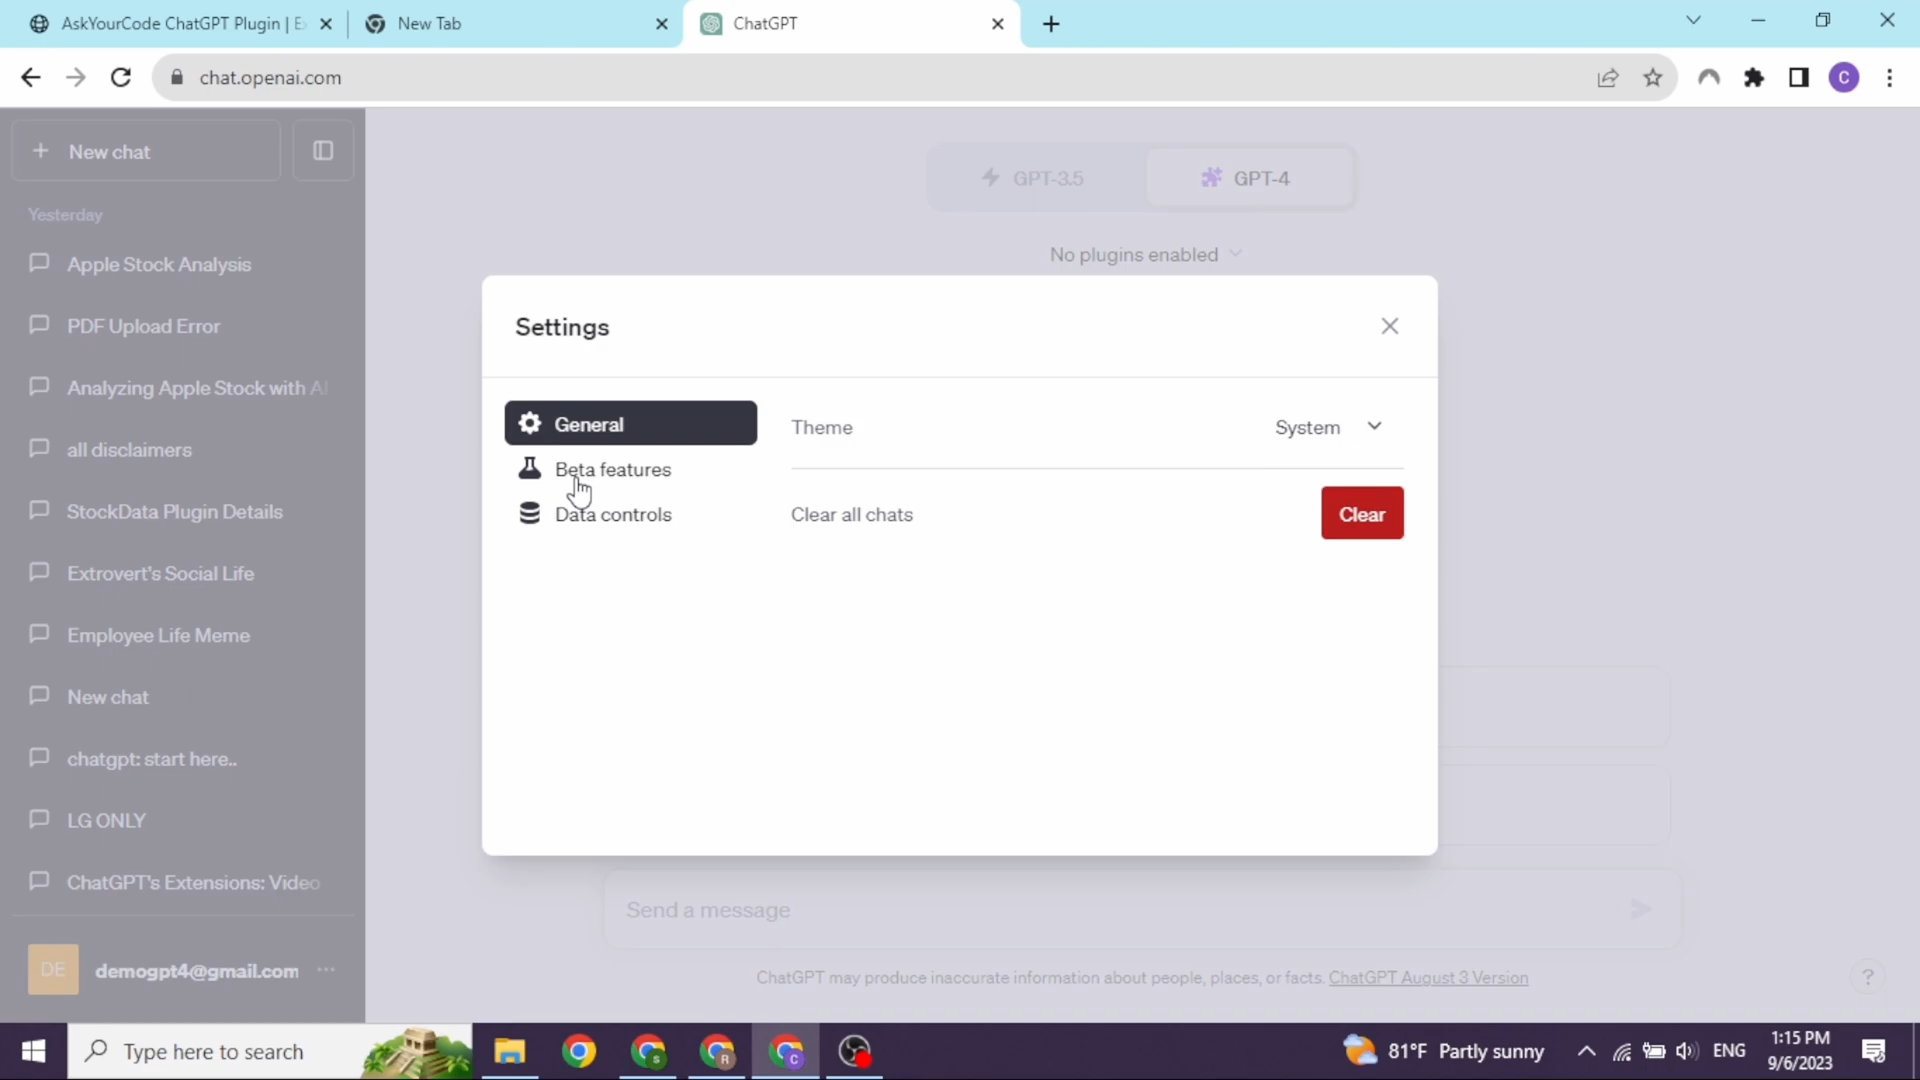 AskYourCode ChatGPT Plugin | Ex
New Tab
ChatGPT
chat.openai.com
C
New chat
Yesterday
Apple Stock Analysis
PDF Upload Error
Analyzing Apple Stock with AI
all disclaimers
StockData Plugin Details
Extrovert's Social Life
Employee Life Meme
New chat
chatgpt: start here..
LG ONLY
ChatGPT's Extensions: Video
DE demogpt4@gmail.com ...
GPT-3.5 GPT-4
No plugins enabled
Settings
General
Beta features
Data controls
Theme System
Clear all chats Clear
Send a message
ChatGPT may produce inaccurate information about people, places, or facts. ChatGPT August 3 Version
?
Type here to search
S
R
C
81°F Partly sunny
ENG
1:15 PM
9/6/2023